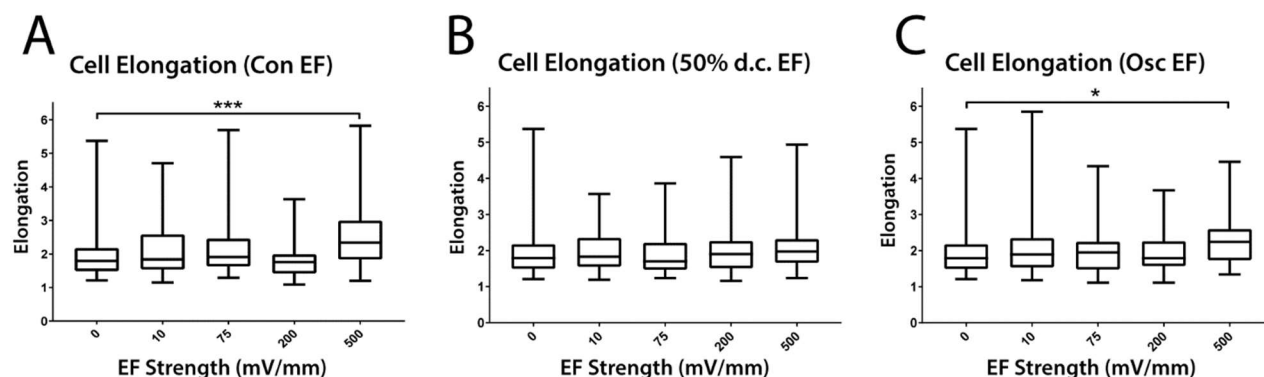 A
Cell Elongation (Con EF)
***
6
5
4
3
2
1
0
Elongation
0 10 75 200 500
EF Strength (mV/mm)
B
Cell Elongation (50% d.c. EF)
6
5
4
3
2
1
0
Elongation
0 10 75 200 500
EF Strength (mV/mm)
C
Cell Elongation (Osc EF)
*
6
5
4
3
2
1
0
Elongation
0 10 75 200 500
EF Strength (mV/mm)